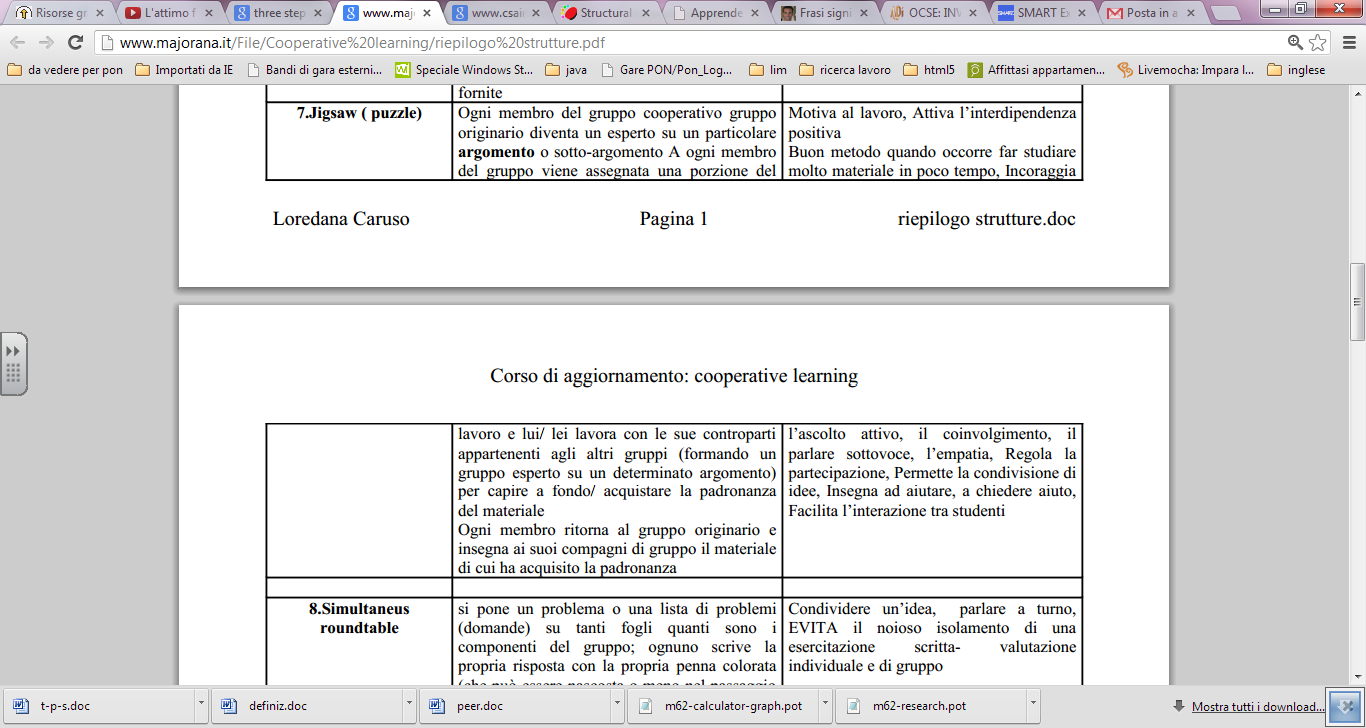 Risorse gr
L'attimo f
three step
www.maj
www.csai
Structural
Apprende
Frasi signi
OCSE: IN
SMART E
Posta in a
www.majorana.it/File/Cooperative%20learning/riepilogo%20strutture.pdf
da vedere per pon
Importati da IE
Bandi di gara esterni...
Speciale Windows St...
java
Gare PON/Pon_Log...
lim
ricerca lavoro
html5
Affittasi appartamen...
Livemocha: Impara l...
inglese
fornite
7.Jigsaw ( puzzle)
Ogni membro del gruppo cooperativo gruppo
originario diventa un esperto su un particolare
argomento o sotto-argomento A ogni membro
del gruppo viene assegnata una porzione del
Motiva al lavoro, Attiva l'interdipendenza
positiva
Buon metodo quando occorre far studiare
molto materiale in poco tempo, Incoraggia
Loredana Caruso
Pagina 1
riepilogo strutture.doc
Corso di aggiornamento: cooperative learning
lavoro e lui/ lei lavora con le sue controparti
appartenenti agli altri gruppi (formando un
gruppo esperto su un determinato argomento)
per capire a fondo/ acquistare la padronanza
del materiale
Ogni membro ritorna al gruppo originario e
insegna ai suoi compagni di gruppo il materiale
di cui ha acquisito la padronanza
l'ascolto attivo, il coinvolgimento, il
parlare sottovoce, l'empatia, Regola la
partecipazione, Permette la condivisione di
idee, Insegna ad aiutare, a chiedere aiuto,
Facilita l'interazione tra studenti
8.Simultaneus
roundtable
si pone un problema o una lista di problemi
(domande) su tanti fogli quanti sono i
componenti del gruppo; ognuno scrive la
propria risposta con la propria penna colorata
(che può essere nascosta o meno nel passaggio
Condividere un'idea, parlare a turno,
EVITA il noioso isolamento di una
esercitazione scritta- valutazione
individuale e di gruppo
t-p-s.doc
definiz.doc
peer.doc
m62-calculator-graph.pot
m62-research.pot
Mostra tutti i download...